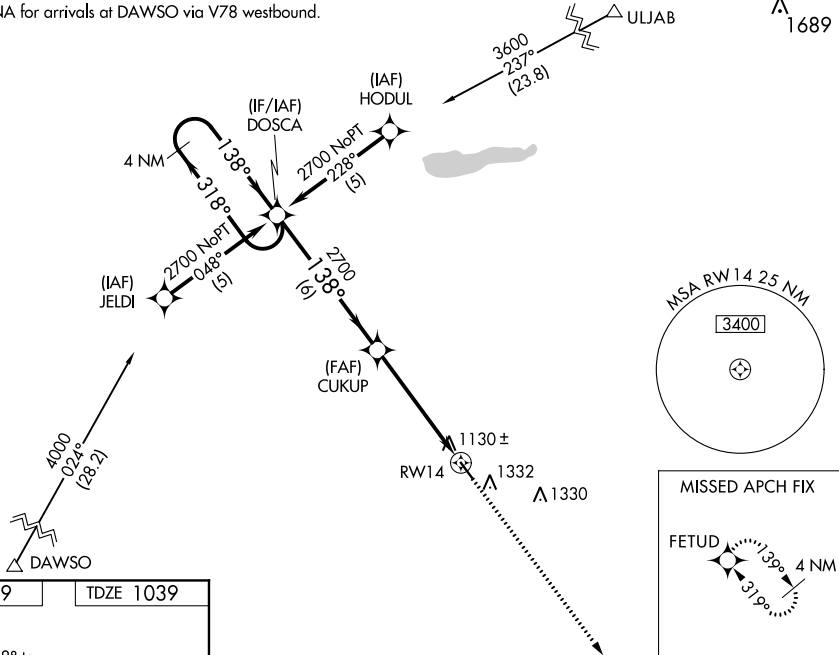 NA for arrivals at DAWSO via V78 westbound.
1689
ULJAB
3600
237°
(23.8)
(IAF)
HODUL
(IF/IAF)
DOSCA
4 NM
138°
318°
2700 NoPT
228°
(5)
2700 NoPT
048°
(5)
(IAF)
JELDI
2700
138°
(6)
(FAF)
CUKUP
MSA RW14 25 NM
3400
4000
024°
(28.2)
DAWSO
1130 ±
RW14
1332
1330
MISSED APCH FIX
FETUD
139°
319°
4 NM
9
TDZE 1039